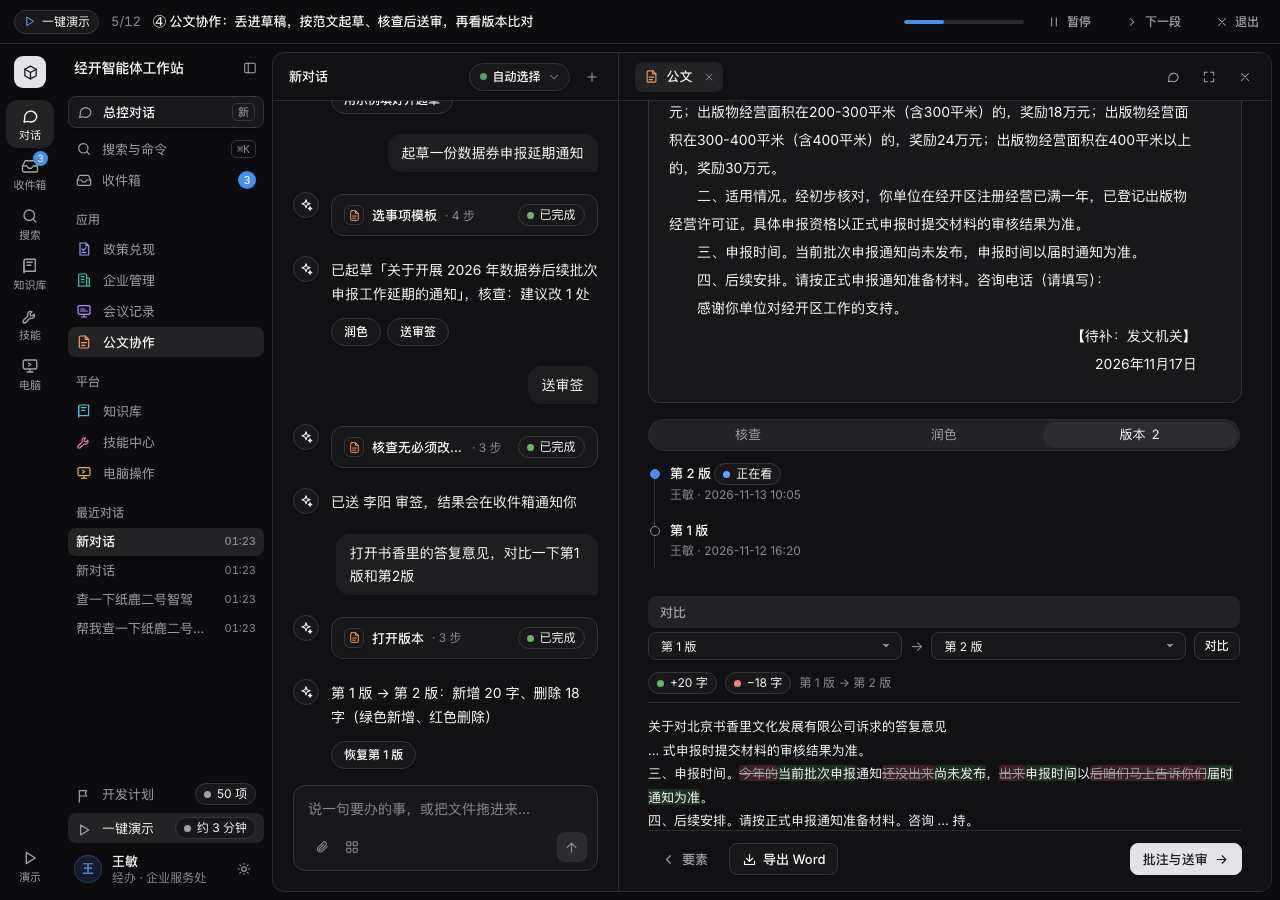 一键演示
5/12
④ 公文协作：丢进草稿，按范文起草、核查后送审，再看版本比对
暂停
下一段
退出
对话
3
收件箱
搜索
知识库
技能
电脑
演示
经开智能体工作站
总控对话
新
搜索与命令
⌘K
收件箱
3
应用
政策兑现
企业管理
会议记录
公文协作
平台
知识库
技能中心
电脑操作
最近对话
新对话 01:23
新对话 01:23
查一下纸鹿二号智驾 01:23
帮我查一下纸鹿二号... 01:23
开发计划
50 项
一键演示
约 3 分钟
王
王敏
经办 · 企业服务处
新对话
自动选择
起草一份数据券申报延期通知
选事项模板 · 4 步
已完成
已起草「关于开展 2026 年数据券后续批次
申报工作延期的通知」，核查：建议改 1 处
润色
送审签
送审签
核查无必须改... · 3 步
已完成
已送 李阳 审签，结果会在收件箱通知你
打开书香里的答复意见，对比一下第1
版和第2版
打开版本 · 3 步
已完成
第 1 版 → 第 2 版：新增 20 字、删除 18
字（绿色新增、红色删除）
恢复第 1 版
说一句要办的事，或把文件拖进来...
公文
元；出版物经营面积在200-300平米（含300平米）的，奖励18万元；出版物经营面
积在300-400平米（含400平米）的，奖励24万元；出版物经营面积在400平米以上
的，奖励30万元。
二、适用情况。经初步核对，你单位在经开区注册经营已满一年，已登记出版物
经营许可证。具体申报资格以正式申报时提交材料的审核结果为准。
三、申报时间。当前批次申报通知尚未发布，申报时间以届时通知为准。
四、后续安排。请按正式申报通知准备材料。咨询电话（请填写）：
感谢你单位对经开区工作的支持。
【待补：发文机关】
2026年11月17日
核查
润色
版本 2
第 2 版
正在看
王敏 · 2026-11-13 10:05
第 1 版
王敏 · 2026-11-12 16:20
对比
第 1 版
→
第 2 版
对比
+20 字
−18 字
第 1 版 → 第 2 版
关于对北京书香里文化发展有限公司诉求的答复意见
... 式申报时提交材料的审核结果为准。
三、申报时间。今年的当前批次申报通知还没出来尚未发布，出来申报时间以后咱们马上告诉你们届时
通知为准。
四、后续安排。请按正式申报通知准备材料。咨询 ... 持。
要素
导出 Word
批注与送审 →